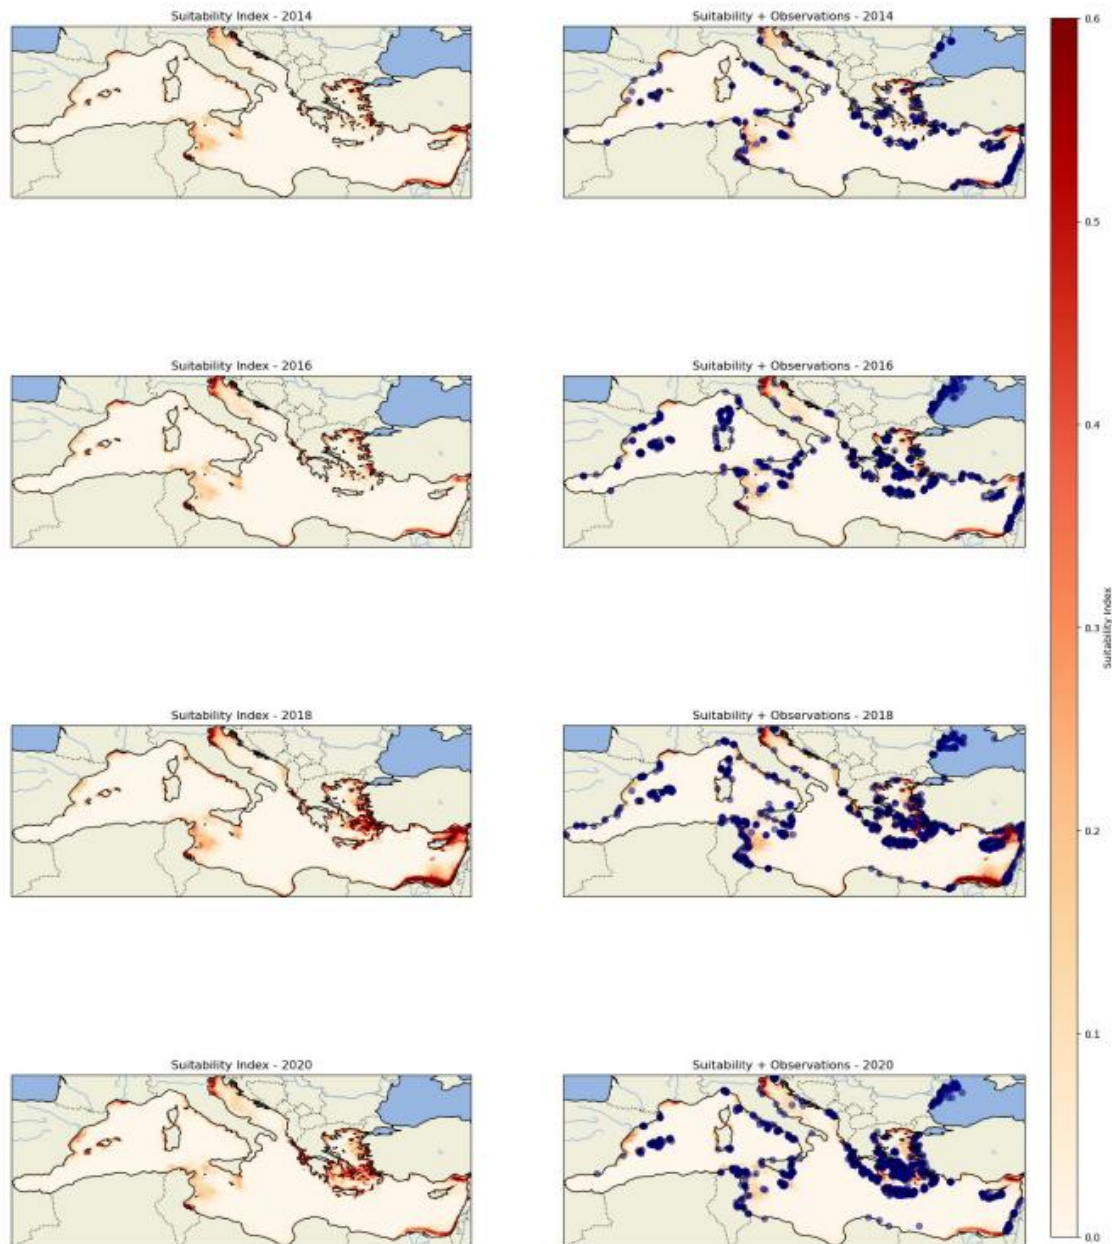 Suitability Index - 2014
Suitability + Observations - 2014
0.6
0.5
Suitability Index - 2016
Suitability + Observations - 2016
0.4
0.3
Suitability Index
Suitability Index - 2018
Suitability + Observations - 2018
0.2
0.1
Suitability Index - 2020
Suitability + Observations - 2020
0.0